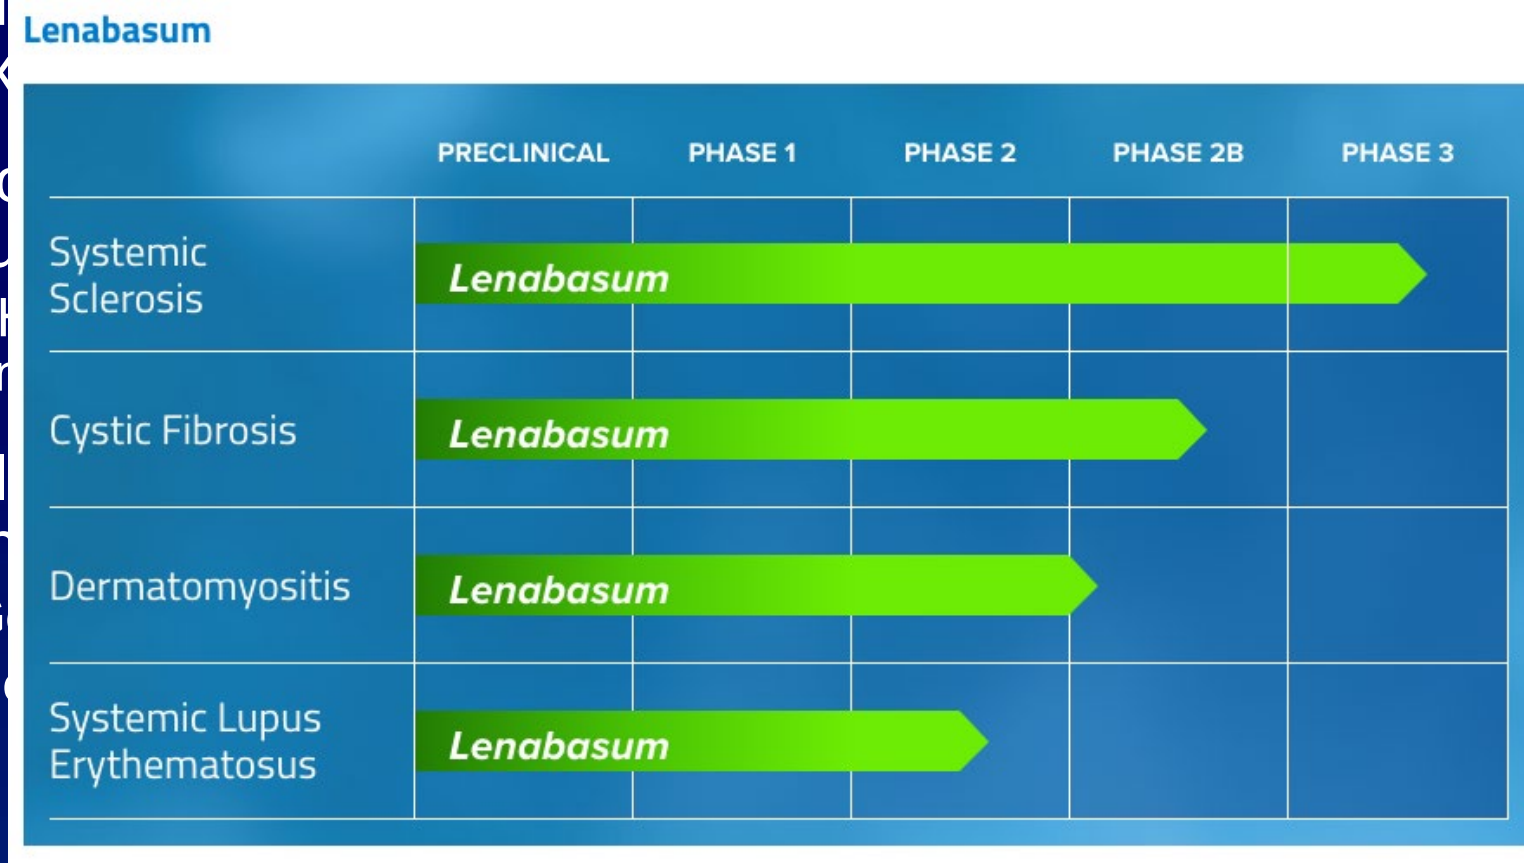 Lenabasum
PRECLINICAL PHASE 1 PHASE 2 PHASE 2B PHASE 3
Systemic
Sclerosis
Lenabasum
Cystic Fibrosis
Lenabasum
Dermatomyositis
Lenabasum
Systemic Lupus
Erythematosus
Lenabasum